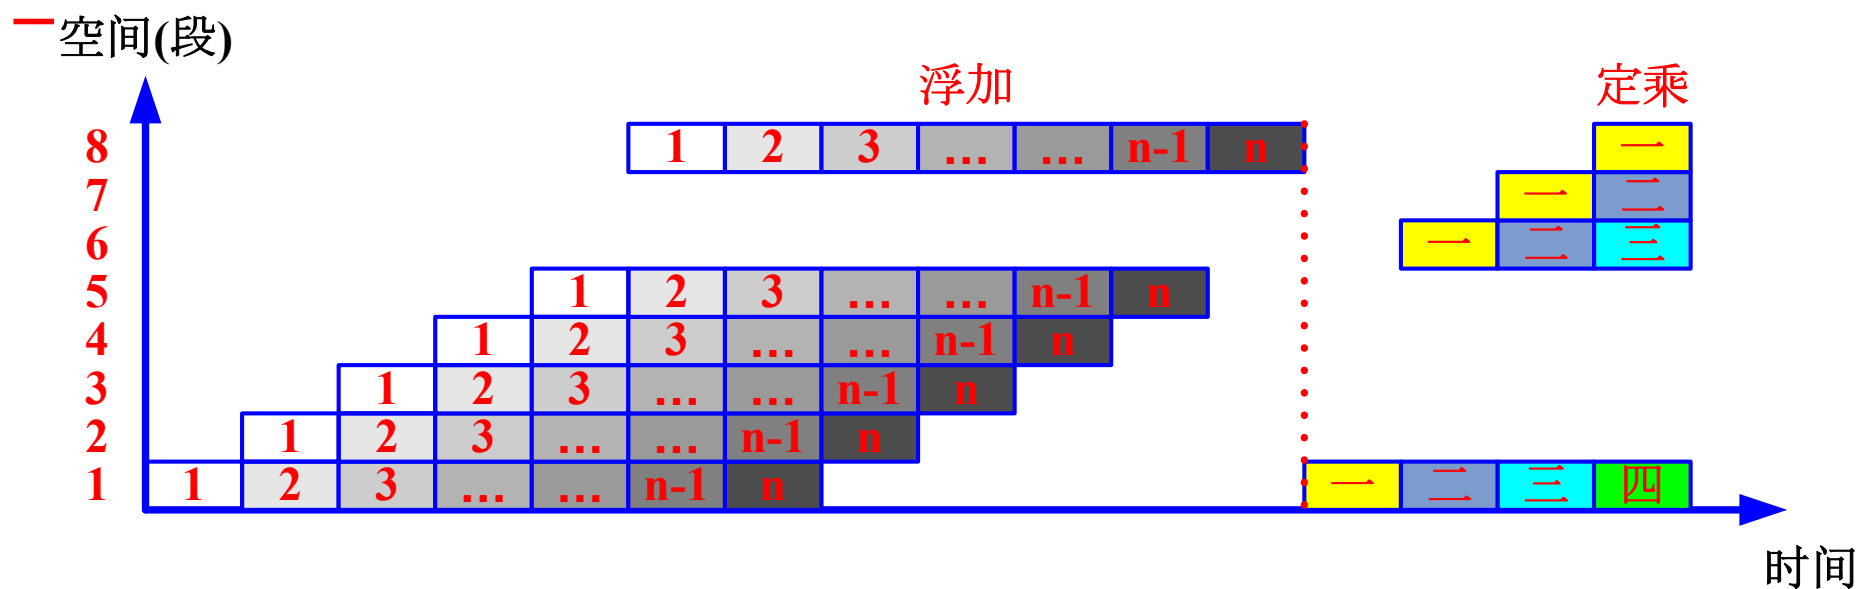 一
空间(段)
浮加 定乘
8 1 2 3 ... ... n-1 n 一
7 一 二
6 一 二 三
5 1 2 3 ... ... n-1 n
4 1 2 3 ... ... n-1 n
3 1 2 3 ... ... n-1 n
2 1 2 3 ... ... n-1 n
1 1 2 3 ... ... n-1 n 一 二 三 四
时间